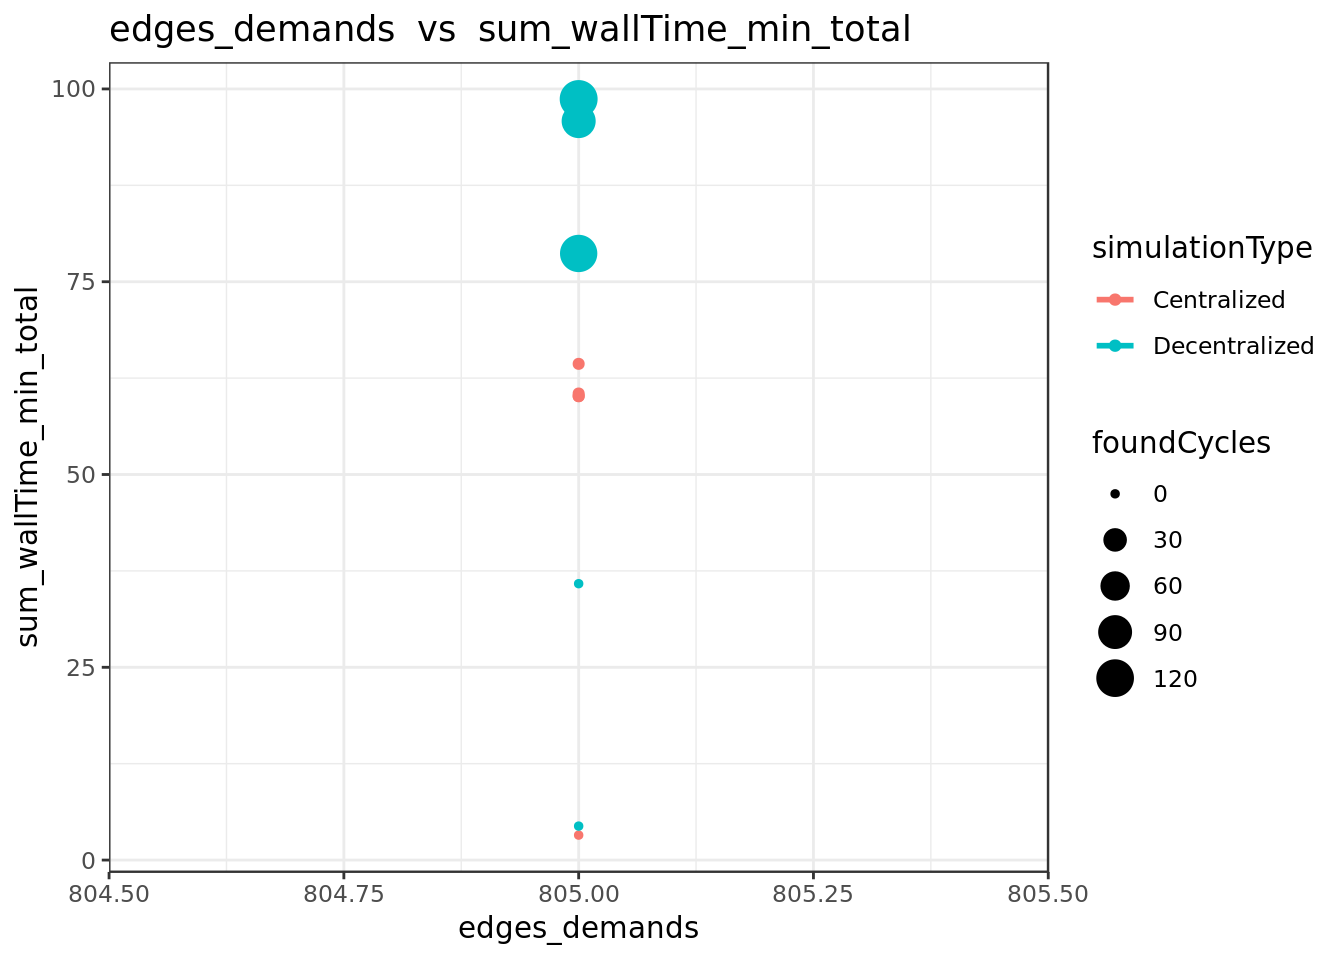 edges_demands  vs  sum_wallTime_min_total
100
75
50
25
0
sum_wallTime_min_total
804.50
804.75
805.00
805.25
805.50
edges_demands
simulationType
Centralized
Decentralized
foundCycles
0
30
60
90
120